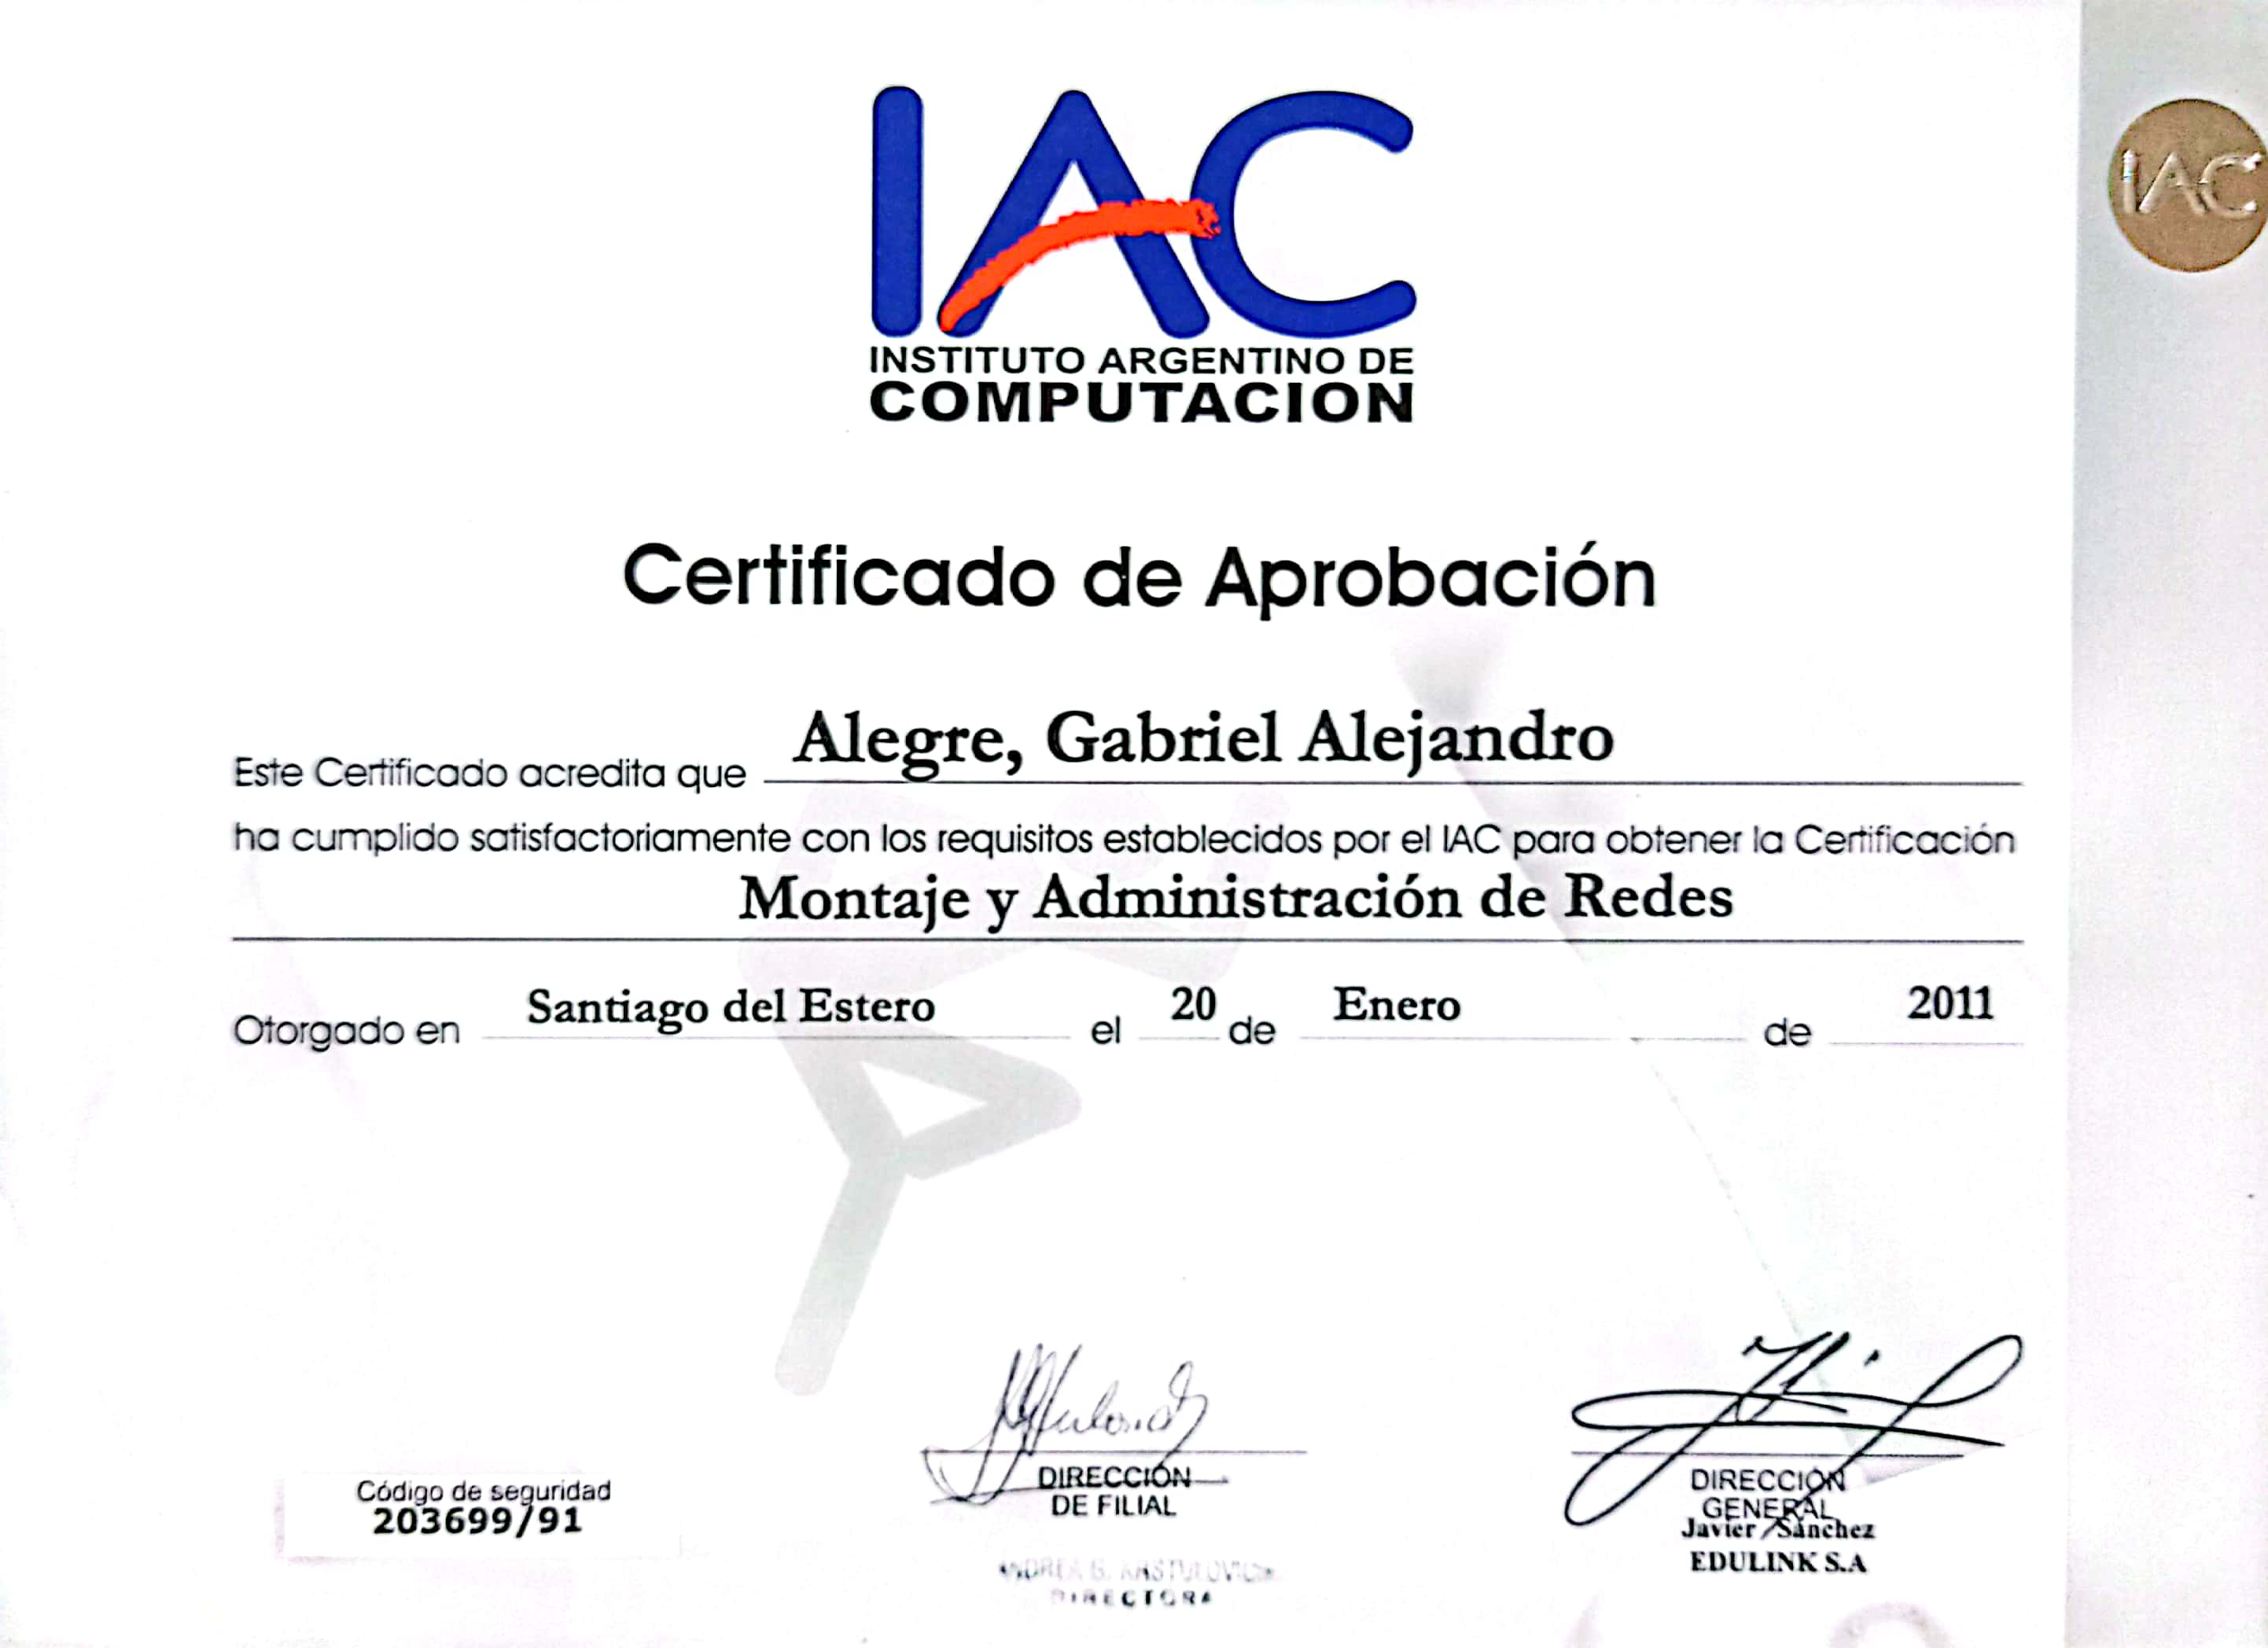 IAC
INSTITUTO ARGENTINO DE
COMPUTACION
IAC
Certificado de Aprobación
Este Certificado acredita que Alegre, Gabriel Alejandro
ha cumplido satisfactoriamente con los requisitos establecidos por el IAC para obtener la Certificación
Montaje y Administración de Redes
Otorgado en Santiago del Estero el 20 de Enero de 2011
Código de seguridad
203699/91
DIRECCIÓN
DE FILIAL
ANDREA B.
DIRECTORA
DIRECCIÓN
GENERAL
Javier Sánchez
EDULINK S.A